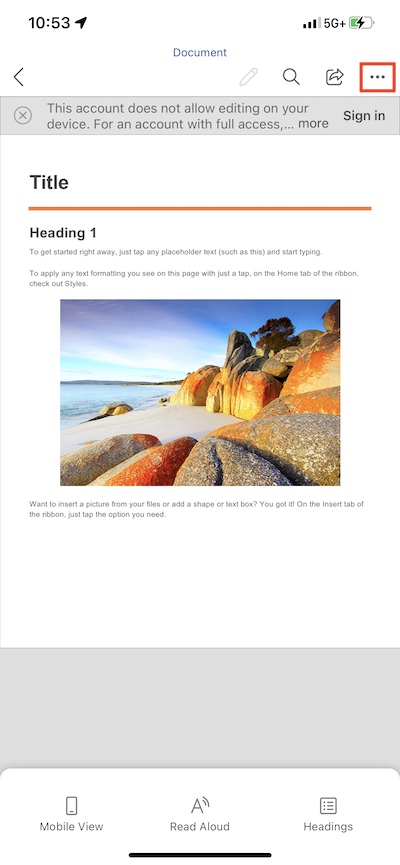 10:53
5G+
Document
This account does not allow editing on your
device. For an account with full access,... more
Sign in
Title
Heading 1
To get started right away, just tap any placeholder text (such as this) and start typing.
To apply any text formatting you see on this page with just a tap, on the Home tab of the ribbon,
check out Styles.
Want to insert a picture from your files or add a shape or text box? You got it! On the Insert tab of
the ribbon, just tap the option you need.
Mobile View
Read Aloud
Headings